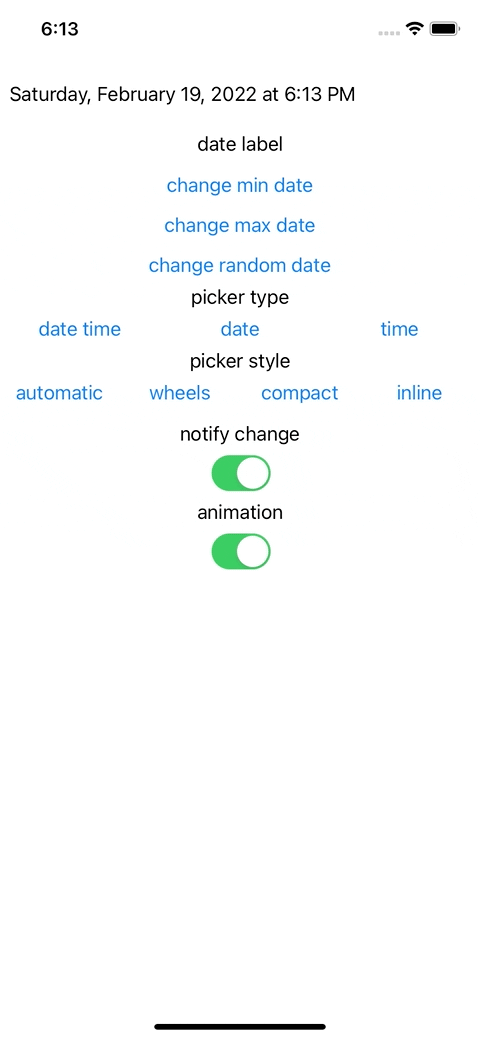 6:13
Saturday, February 19, 2022 at 6:13 PM
date label
change min date
change max date
change random date
picker type
date time date time
picker style
automatic wheels compact inline
notify change
animation